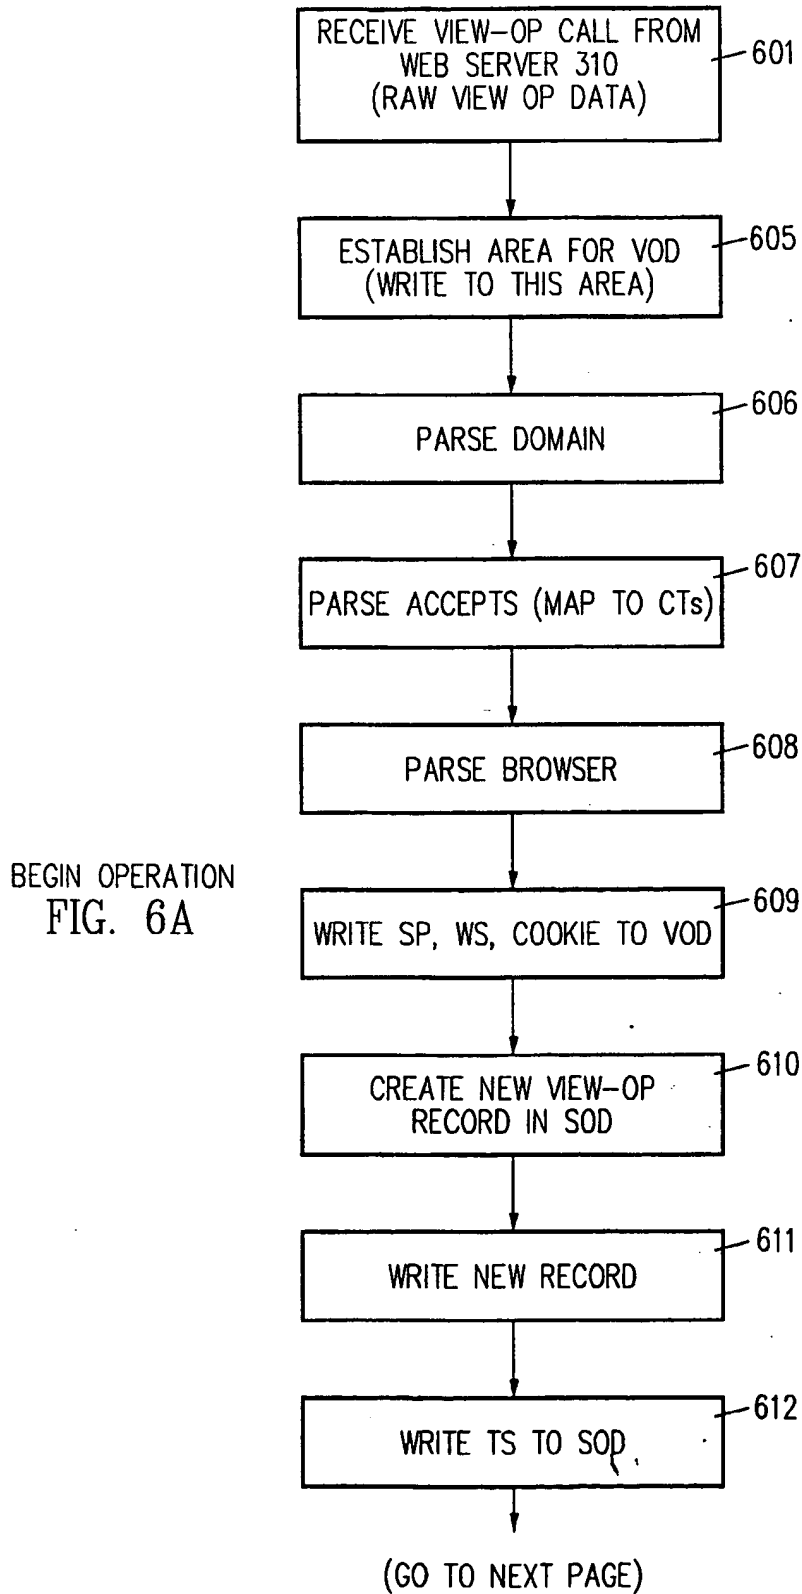 RECEIVE VIEW-OP CALL FROM
WEB SERVER 310
(RAW VIEW OP DATA)
601
ESTABLISH AREA FOR VOD
(WRITE TO THIS AREA)
605
PARSE DOMAIN
606
PARSE ACCEPTS (MAP TO CTs)
607
PARSE BROWSER
608
BEGIN OPERATION
FIG. 6A
WRITE SP, WS, COOKIE TO VOD
609
CREATE NEW VIEW-OP
RECORD IN SOD
610
WRITE NEW RECORD
611
WRITE TS TO SOD
612
(GO TO NEXT PAGE)